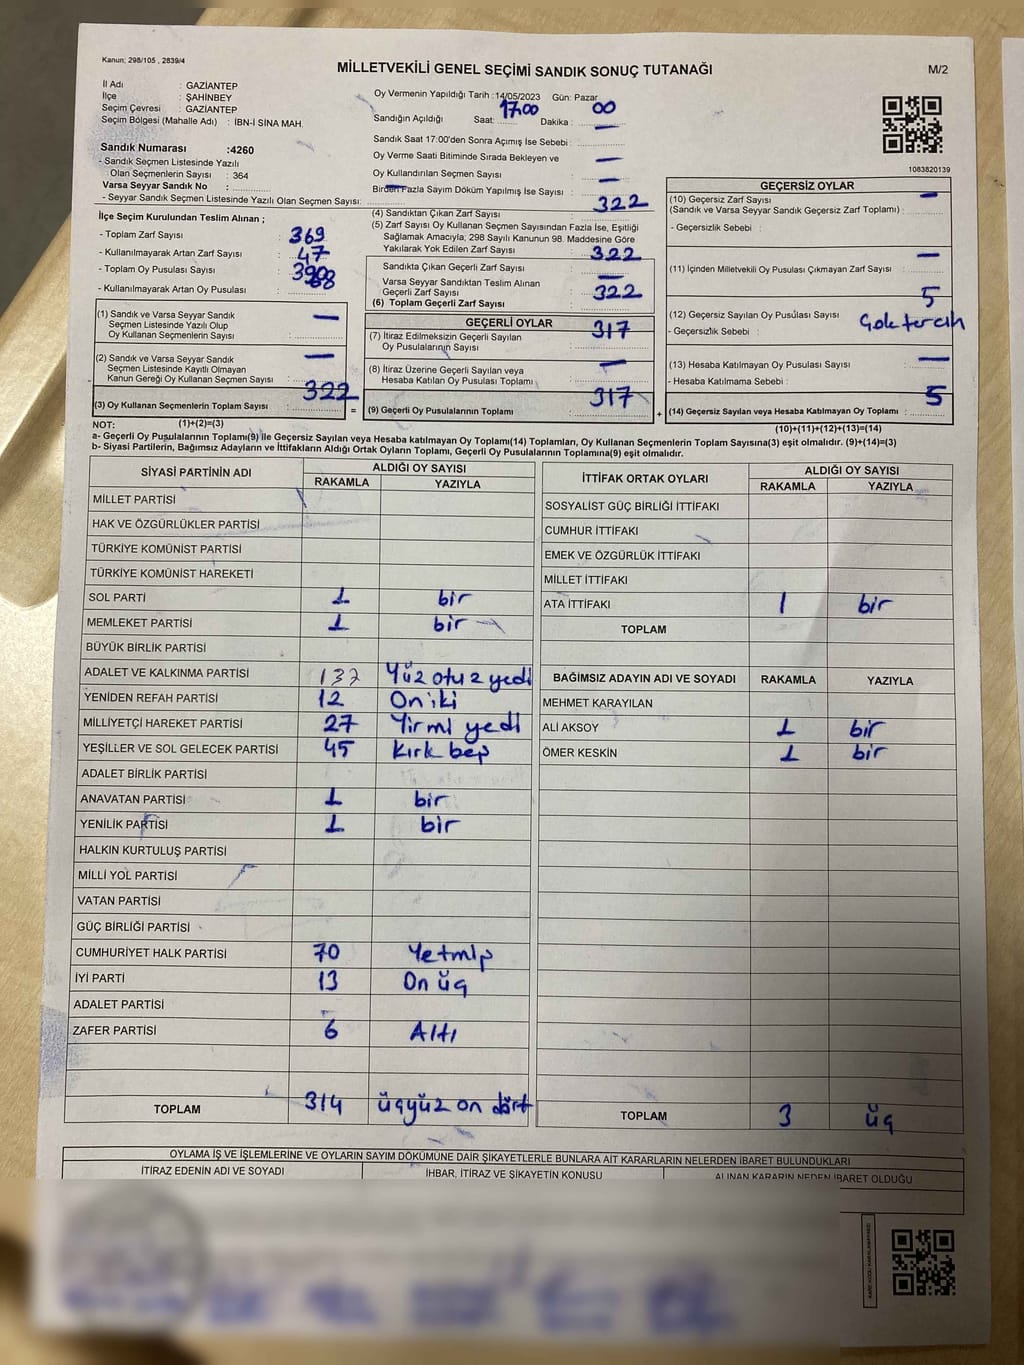 Kanun; 298/105 , 2839/4
MİLLETVEKİLİ GENEL SEÇİMİ SANDIK SONUÇ TUTANAĞI
M/2
İl Adı : GAZİANTEP
İlçe : ŞAHİNBEY
Seçim Çevresi : GAZİANTEP
Seçim Bölgesi (Mahalle Adı) : İBN-İ SİNA MAH.
Sandık Numarası :4260
- Sandık Seçmen Listesinde Yazılı
Olan Seçmenlerin Sayısı : 364
Varsa Seyyar Sandık No :
- Seyyar Sandık Seçmen Listesinde Yazılı Olan Seçmen Sayısı:
Oy Vermenin Yapıldığı Tarih :14/05/2023 Gün: Pazar
Sandığın Açıldığı Saat: 17.00 Dakika : 00
Sandık Saat 17:00'den Sonra Açımış İse Sebebi : —
Oy Verme Saati Bitiminde Sırada Bekleyen ve
Oy Kullandırılan Seçmen Sayısı : —
Birden Fazla Sayım Döküm Yapılmış İse Sayısı : —
1083820139
İlçe Seçim Kurulundan Teslim Alınan ;
- Toplam Zarf Sayısı : 369
- Kullanılmayarak Artan Zarf Sayısı : 47
- Toplam Oy Pusulası Sayısı :
- Kullanılmayarak Artan Oy Pusulası :
(4) Sandıktan Çıkan Zarf Sayısı : 322
(5) Zarf Sayısı Oy Kullanan Seçmen Sayısından Fazla İse, Eşitliği
Sağlamak Amacıyla, 298 Sayılı Kanunun 98. Maddesine Göre
Yakılarak Yok Edilen Zarf Sayısı :
Sandıkta Çıkan Geçerli Zarf Sayısı : 322
Varsa Seyyar Sandıktan Teslim Alınan
Geçerli Zarf Sayısı : —
(6) Toplam Geçerli Zarf Sayısı : 322
GEÇERSİZ OYLAR
(10) Geçersiz Zarf Sayısı
(Sandık ve Varsa Seyyar Sandık Geçersiz Zarf Toplamı) : —
- Geçersizlik Sebebi :
(11) İçinden Milletvekili Oy Pusulası Çıkmayan Zarf Sayısı : —
(12) Geçersiz Sayılan Oy Pusulası Sayısı : 5
- Geçersizlik Sebebi : Çok tercih
(13) Hesaba Katılmayan Oy Pusulası Sayısı : —
- Hesaba Katılmama Sebebi :
(14) Geçersiz Sayılan veya Hesaba Katılmayan Oy Toplamı : 5
(10)+(11)+(12)+(13)=(14)
(1) Sandık ve Varsa Seyyar Sandık
Seçmen Listesinde Yazılı Olup
Oy Kullanan Seçmenlerin Sayısı : —
(2) Sandık ve Varsa Seyyar Sandık
Seçmen Listesinde Kayıtlı Olmayan
Kanun Gereği Oy Kullanan Seçmen Sayısı : —
(3) Oy Kullanan Seçmenlerin Toplam Sayısı : 322
(1)+(2)=(3)
GEÇERLİ OYLAR
(7) İtiraz Edilmeksizin Geçerli Sayılan
Oy Pusulalarının Sayısı : 317
(8) İtiraz Üzerine Geçerli Sayılan veya
Hesaba Katılan Oy Pusulası Toplamı : —
= (9) Geçerli Oy Pusulalarının Toplamı : 317 +
NOT:
a- Geçerli Oy Pusulalarının Toplamı(9) ile Geçersiz Sayılan veya Hesaba katılmayan Oy Toplamı(14) Toplamları, Oy Kullanan Seçmenlerin Toplam Sayısına(3) eşit olmalıdır. (9)+(14)=(3)
b- Siyasi Partilerin, Bağımsız Adayların ve İttifakların Aldığı Ortak Oyların Toplamı, Geçerli Oy Pusulalarının Toplamına(9) eşit olmalıdır.
SİYASİ PARTİNİN ADI ALDIĞI OY SAYISI
RAKAMLA YAZIYLA
MİLLET PARTİSİ
HAK VE ÖZGÜRLÜKLER PARTİSİ
TÜRKİYE KOMÜNİST PARTİSİ
TÜRKİYE KOMÜNİST HAREKETİ
SOL PARTİ 1 bir
MEMLEKET PARTİSİ 1 bir
BÜYÜK BİRLİK PARTİSİ
ADALET VE KALKINMA PARTİSİ 137 Yüz otuz yedi
YENİDEN REFAH PARTİSİ 12 On iki
MİLLİYETÇİ HAREKET PARTİSİ 27 Yirmi yedi
YEŞİLLER VE SOL GELECEK PARTİSİ 45 Kırk beş
ADALET BİRLİK PARTİSİ
ANAVATAN PARTİSİ 1 bir
YENİLİK PARTİSİ 1 bir
HALKIN KURTULUŞ PARTİSİ
MİLLİ YOL PARTİSİ
VATAN PARTİSİ
GÜÇ BİRLİĞİ PARTİSİ
CUMHURİYET HALK PARTİSİ 70 Yetmiş
İYİ PARTİ 13 On üç
ADALET PARTİSİ
ZAFER PARTİSİ 6 Altı
TOPLAM 314 üçyüz on dört
İTTİFAK ORTAK OYLARI ALDIĞI OY SAYISI
RAKAMLA YAZIYLA
SOSYALİST GÜÇ BİRLİĞİ İTTİFAKI
CUMHUR İTTİFAKI
EMEK VE ÖZGÜRLÜK İTTİFAKI
MİLLET İTTİFAKI
ATA İTTİFAKI 1 bir
TOPLAM
BAĞIMSIZ ADAYIN ADI VE SOYADI RAKAMLA YAZIYLA
MEHMET KARAYILAN
ALİ AKSOY 1 bir
ÖMER KESKİN 1 bir
TOPLAM 3 üç
OYLAMA İŞ VE İŞLEMLERİNE VE OYLARIN SAYIM DÖKÜMÜNE DAİR ŞİKAYETLERLE BUNLARA AİT KARARLARIN NELERDEN İBARET BULUNDUKLARI
İTİRAZ EDENİN ADI VE SOYADI İHBAR, İTİRAZ VE ŞİKAYETİN KONUSU ALINAN KARARIN NEDEN İBARET OLDUĞU